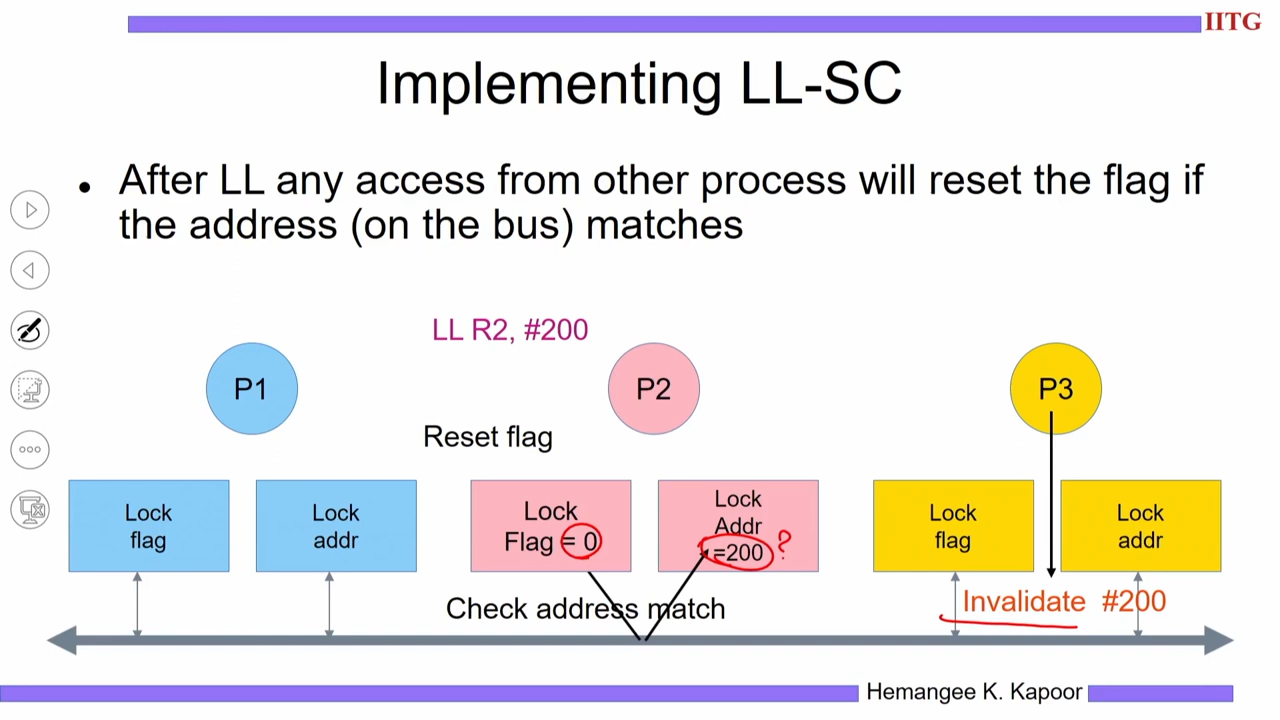 IITG
Implementing LL-SC
• After LL any access from other process will reset the flag if
the address (on the bus) matches
LL R2, #200
P1
P2
P3
Reset flag
Lock
flag
Lock
addr
Lock
Flag = 0
Lock
Addr
=200 ?
Lock
flag
Lock
addr
Check address match
Invalidate #200
Hemangee K. Kapoor